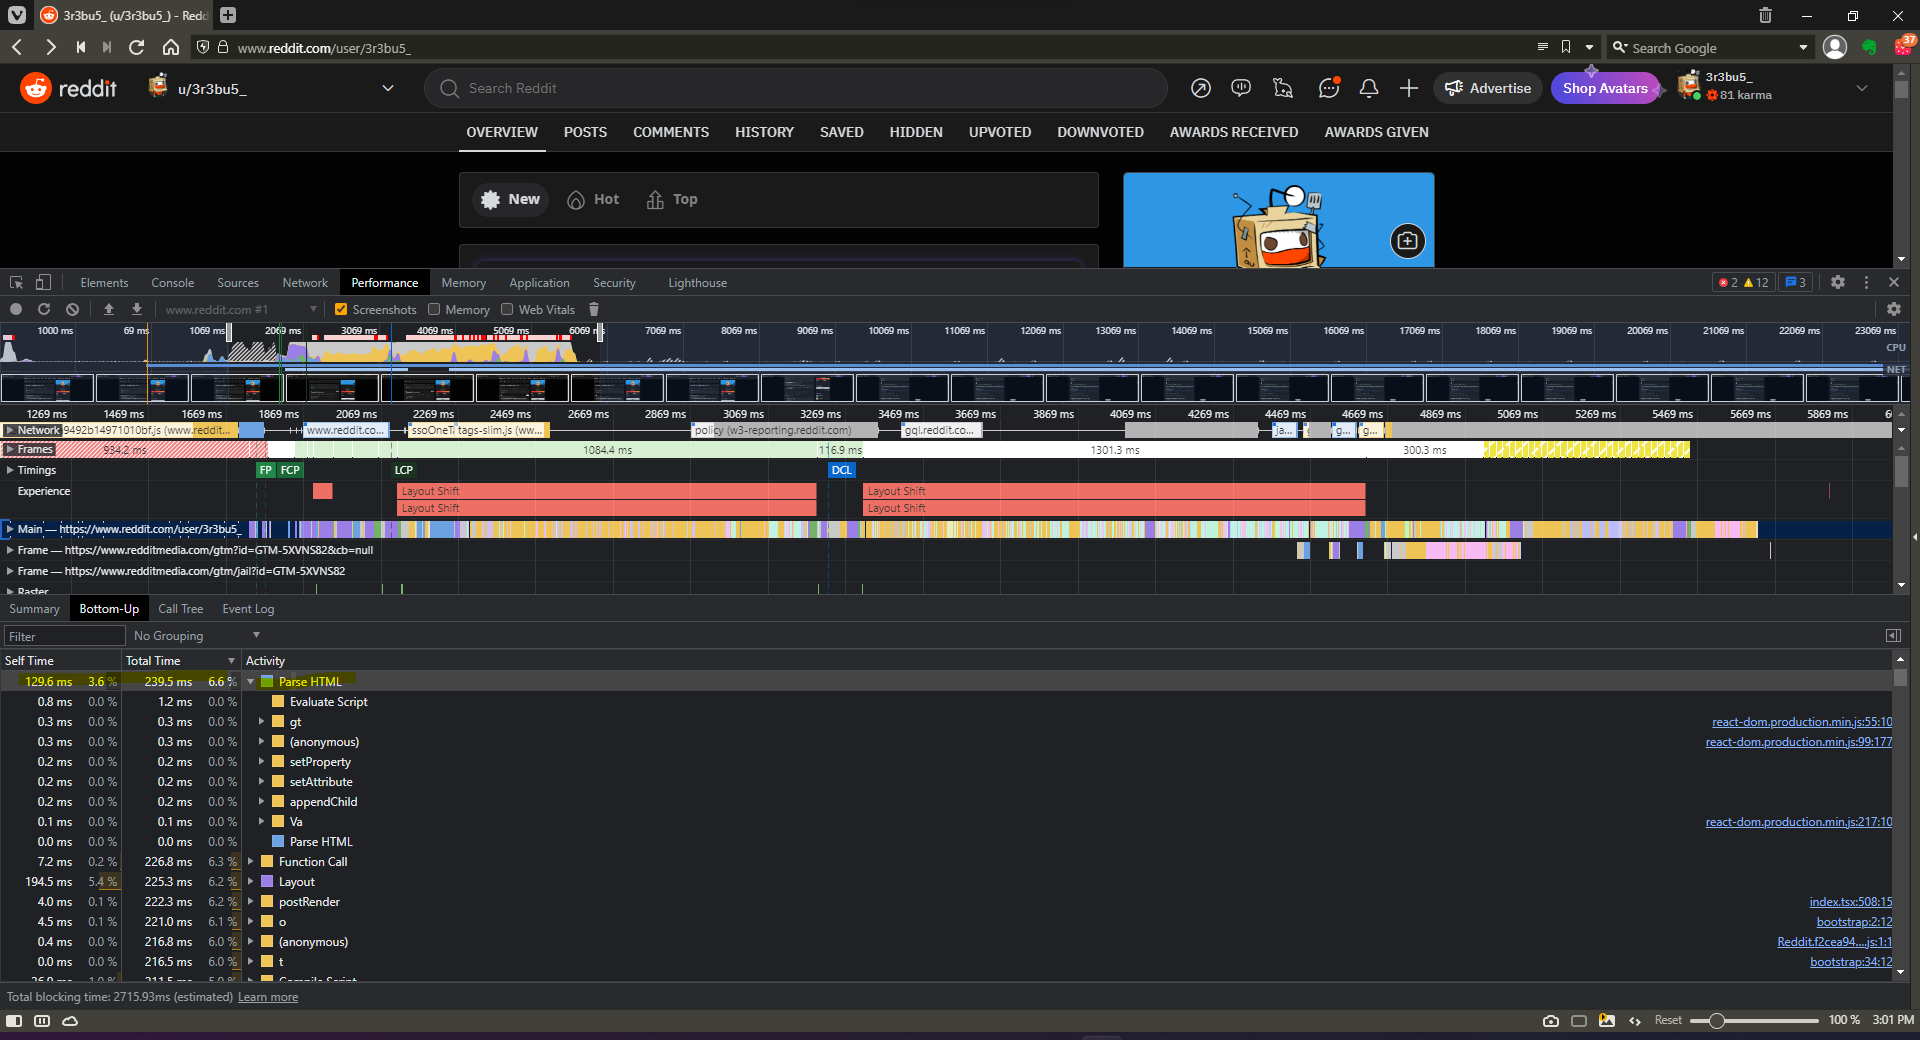 3r3bu5_ (u/3r3bu5_) - Redd
www.reddit.com/user/3r3bu5_
Search Google
37
reddit
u/3r3bu5_
Search Reddit
Advertise
Shop Avatars
3r3bu5_
81 karma
OVERVIEW POSTS COMMENTS HISTORY SAVED HIDDEN UPVOTED DOWNVOTED AWARDS RECEIVED AWARDS GIVEN
New Hot Top
Elements Console Sources Network Performance Memory Application Security Lighthouse
2 12 3
www.reddit.com #1 Screenshots Memory Web Vitals
1000 ms 69 ms 1069 ms 2069 ms 3069 ms 4069 ms 5069 ms 6069 ms 7069 ms 8069 ms 9069 ms 10069 ms 11069 ms 12069 ms 13069 ms 14069 ms 15069 ms 16069 ms 17069 ms 18069 ms 19069 ms 20069 ms 21069 ms 22069 ms 23069 ms
CPU
NET
1269 ms 1469 ms 1669 ms 1869 ms 2069 ms 2269 ms 2469 ms 2669 ms 2869 ms 3069 ms 3269 ms 3469 ms 3669 ms 3869 ms 4069 ms 4269 ms 4469 ms 4669 ms 4869 ms 5069 ms 5269 ms 5469 ms 5669 ms 5869 ms 6
Network 9492b14971010bf.js (www.reddit... www.reddit.co... ssoOneTa tags-slim.js (ww... policy (w3-reporting.reddit.com) gql.reddit.co... ja... g... g...
Frames 934.2 ms 1084.4 ms 116.9 ms 1301.3 ms 300.3 ms
Timings FP FCP LCP DCL
Experience Layout Shift Layout Shift
Layout Shift Layout Shift
Main — https://www.reddit.com/user/3r3bu5_
Frame — https://www.redditmedia.com/gtm?id=GTM-5XVNS82&cb=null
Frame — https://www.redditmedia.com/gtm/jail?id=GTM-5XVNS82
Raster
Summary Bottom-Up Call Tree Event Log
Filter No Grouping
Self Time Total Time Activity
129.6 ms 3.6 % 239.5 ms 6.6 % Parse HTML
0.8 ms 0.0 % 1.2 ms 0.0 % Evaluate Script
0.3 ms 0.0 % 0.3 ms 0.0 % gt react-dom.production.min.js:55:10
0.3 ms 0.0 % 0.3 ms 0.0 % (anonymous) react-dom.production.min.js:99:177
0.2 ms 0.0 % 0.2 ms 0.0 % setProperty
0.2 ms 0.0 % 0.2 ms 0.0 % setAttribute
0.2 ms 0.0 % 0.2 ms 0.0 % appendChild
0.1 ms 0.0 % 0.1 ms 0.0 % Va react-dom.production.min.js:217:10
0.0 ms 0.0 % 0.0 ms 0.0 % Parse HTML
7.2 ms 0.2 % 226.8 ms 6.3 % Function Call
194.5 ms 5.4 % 225.3 ms 6.2 % Layout
4.0 ms 0.1 % 222.3 ms 6.2 % postRender index.tsx:508:15
4.5 ms 0.1 % 221.0 ms 6.1 % o bootstrap:2:12
0.4 ms 0.0 % 216.8 ms 6.0 % (anonymous) Reddit.f2cea94....js:1:1
0.0 ms 0.0 % 216.5 ms 6.0 % t bootstrap:34:12
Compile Script
Total blocking time: 2715.93ms (estimated) Learn more
Reset 100 % 3:01 PM